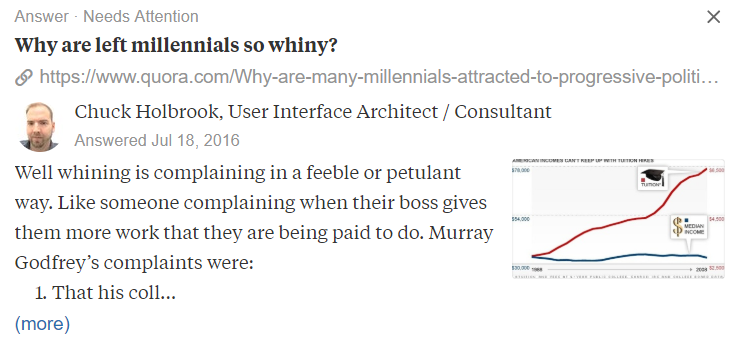 Answer · Needs Attention
Why are left millennials so whiny?
https://www.quora.com/Why-are-many-millennials-attracted-to-progressive-politi…
Chuck Holbrook, User Interface Architect / Consultant
Answered Jul 18, 2016
Well whining is complaining in a feeble or petulant
way. Like someone complaining when their boss gives
them more work that they are being paid to do. Murray
Godfrey’s complaints were:
1. That his coll...
(more)
AMERICAN INCOMES CAN'T KEEP UP WITH TUITION HIKES
$78,000
$6,500
TUITION*
$54,000
$4,500
MEDIAN
INCOME
$30,000
$2,500
1988
2008